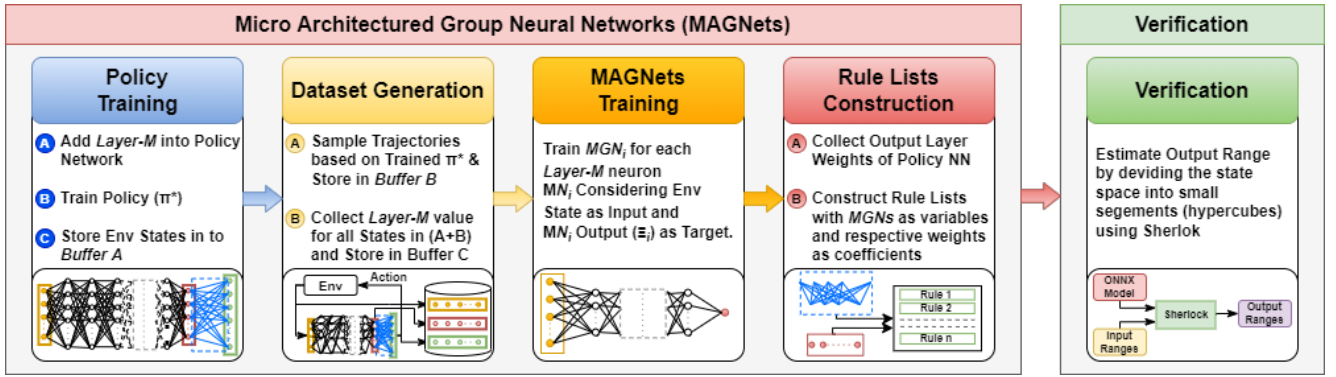 Micro Architectured Group Neural Networks (MAGNets)
Policy
Training
A Add Layer-M into Policy
Network
B Train Policy (π*)
C Store Env States in to
Buffer A
Dataset Generation
A Sample Trajectories
based on Trained π* &
Store in Buffer B
B Collect Layer-M value
for all States in (A+B)
and Store in Buffer C
Env
Action
MAGNets
Training
Train MGNi for each
Layer-M neuron
MNi Considering Env
State as Input and
MNi Output (Ξi) as Target.
Rule Lists
Construction
A Collect Output Layer
Weights of Policy NN
B Construct Rule Lists
with MGNs as variables
and respective weights
as coefficients
Rule 1
Rule 2
Rule n
Verification
Verification
Estimate Output Range
by deviding the state
space into small
segements (hypercubes)
using Sherlok
ONNX
Model
Sherlock
Output
Ranges
Input
Ranges